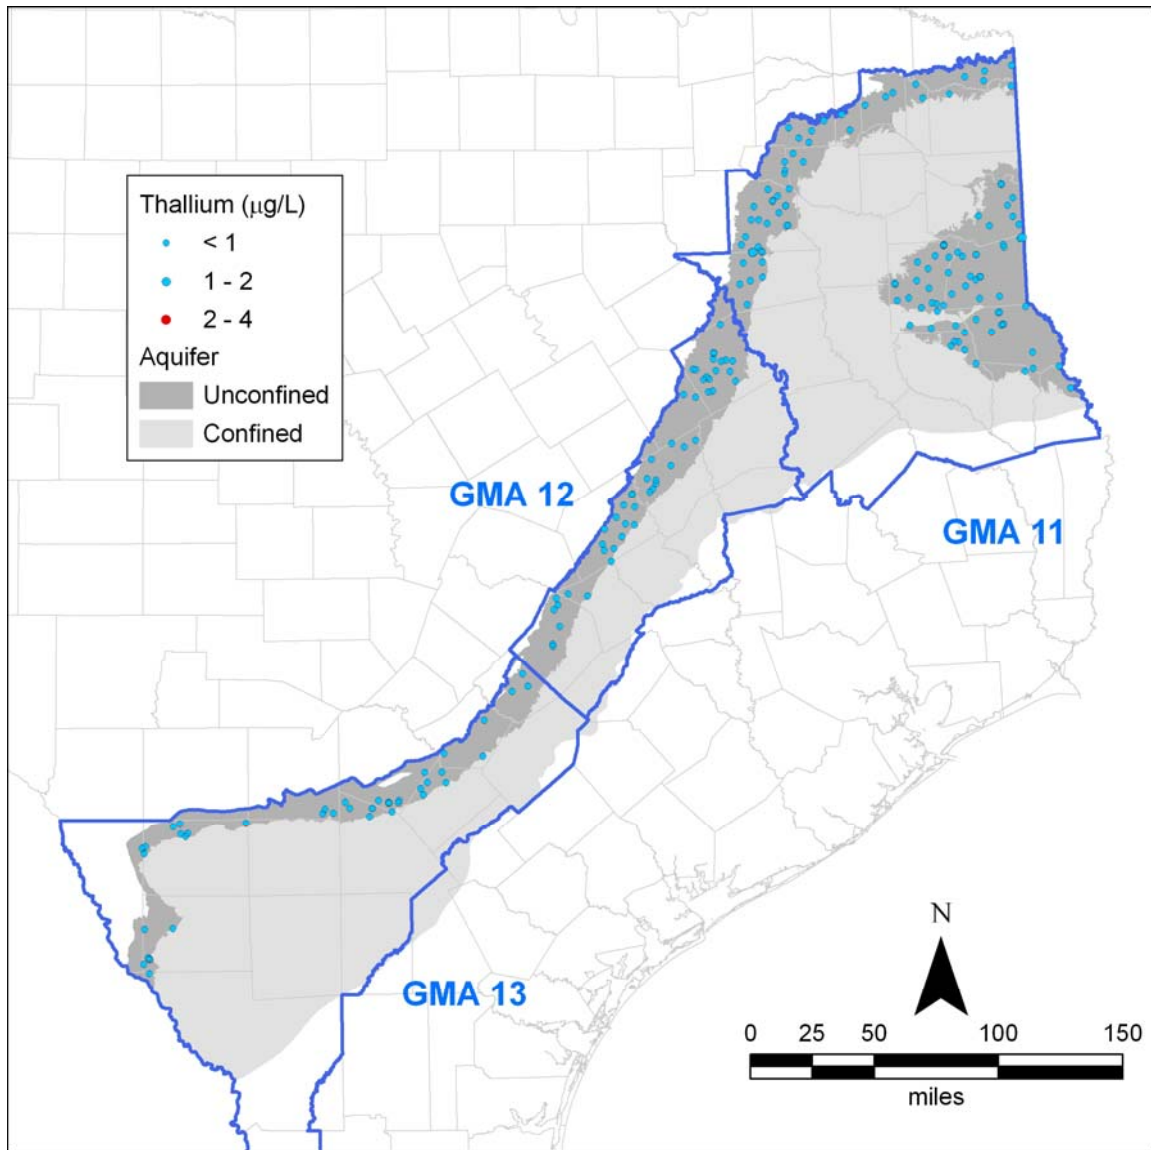 Thallium (μg/L)
< 1
1 - 2
2 - 4
Aquifer
Unconfined
Confined
GMA 12
GMA 11
GMA 13
N
0 25 50 100 150
miles